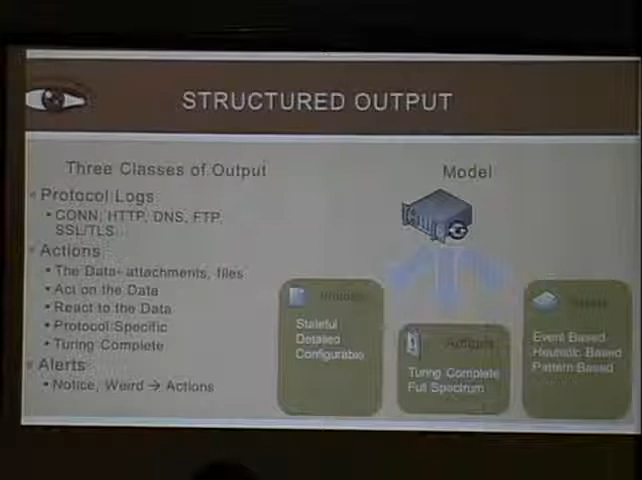 STRUCTURED OUTPUT
Three Classes of Output
Protocol Logs
CONN, HTTP, DNS, FTP,
SSL/TLS...
Actions
The Data- attachments, files
Act on the Data
React to the Data
Protocol Specific
Turing Complete
Alerts
Notice, Weird → Actions
Model
Stateful
Detailed
Configurable
Actions
Turing Complete
Full Spectrum
Event Based
Heuristic Based
Pattern Based